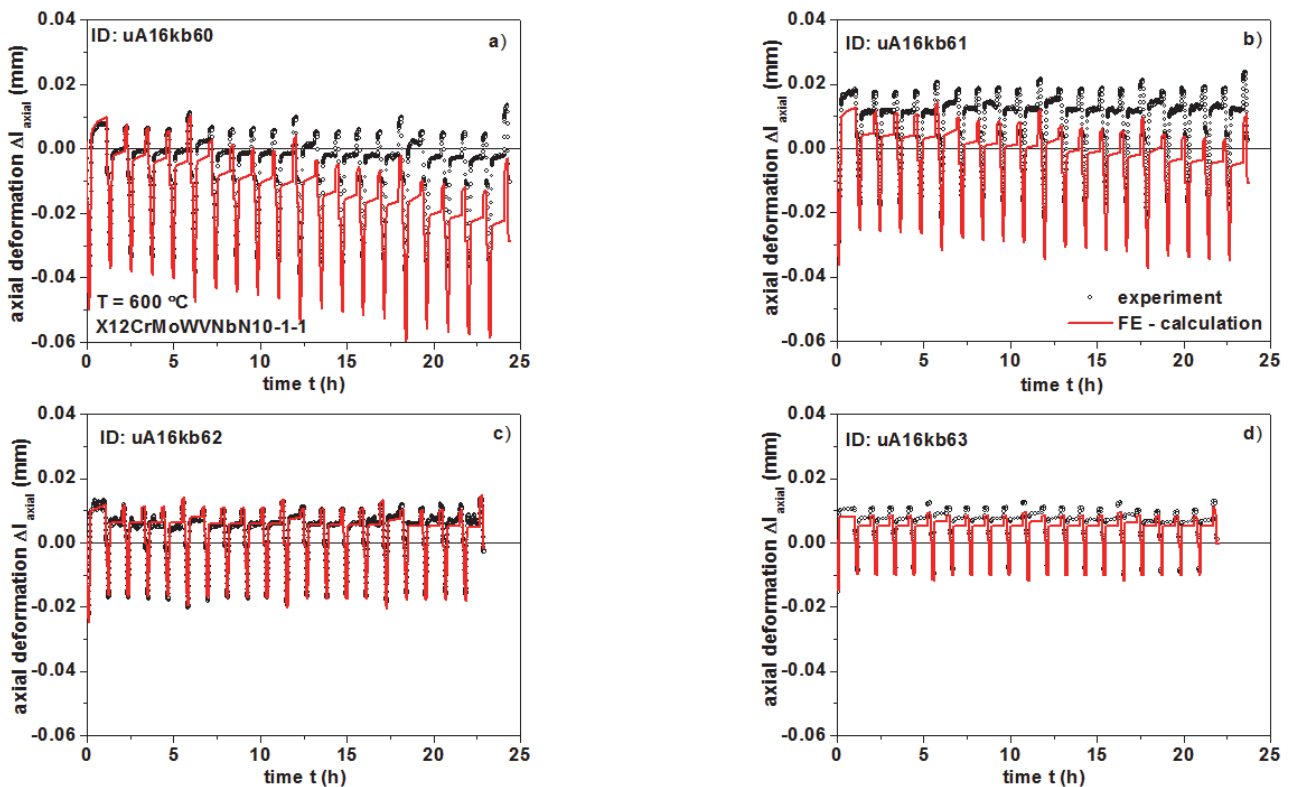 ID: uA16kb60
a)
axial deformation Δl axial (mm)
0.04
0.02
0.00
-0.02
-0.04
-0.06
T = 600 °C
X12CrMoWVNbN10-1-1
0 5 10 15 20 25
time t (h)
ID: uA16kb61
b)
axial deformation Δl axial (mm)
0.04
0.02
0.00
-0.02
-0.04
-0.06
experiment
FE - calculation
0 5 10 15 20 25
time t (h)
ID: uA16kb62
c)
axial deformation Δl axial (mm)
0.04
0.02
0.00
-0.02
-0.04
-0.06
0 5 10 15 20 25
time t (h)
ID: uA16kb63
d)
axial deformation Δl axial (mm)
0.04
0.02
0.00
-0.02
-0.04
-0.06
0 5 10 15 20 25
time t (h)